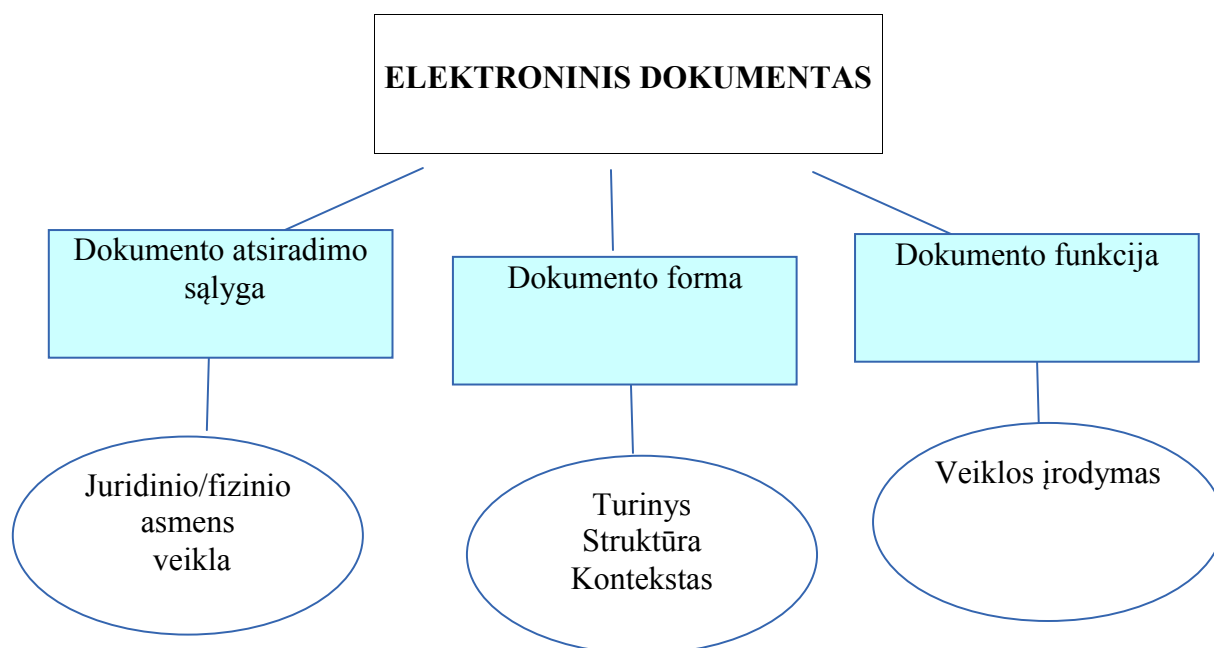 ELEKTRONINIS DOKUMENTAS
Dokumento atsiradimo
sąlyga
Dokumento forma
Dokumento funkcija
Juridinio/fizinio
asmens
veikla
Turinys
Struktūra
Kontekstas
Veiklos įrodymas